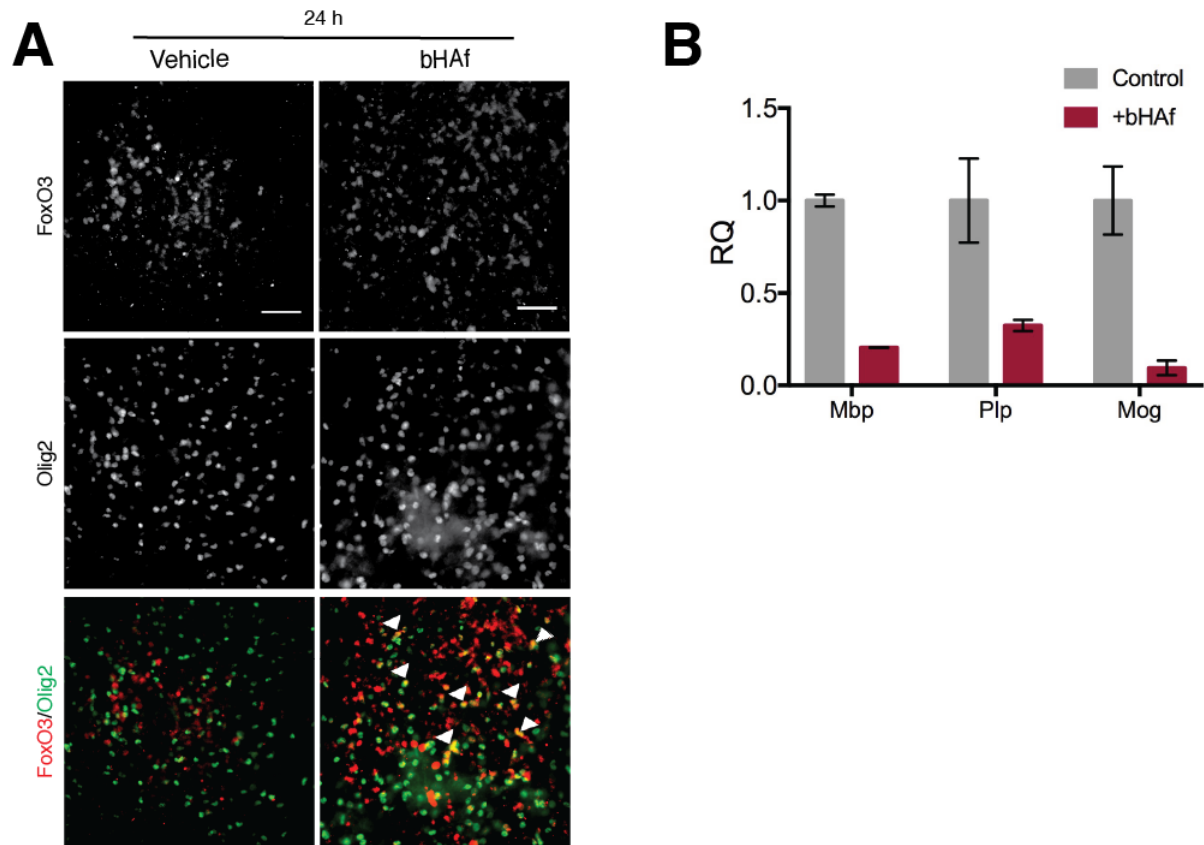 A
24 h
Vehicle
bHAf
FoxO3
Olig2
FoxO3/Olig2
B
Control
+bHAf
RQ
1.5
1.0
0.5
0.0
Mbp
Plp
Mog